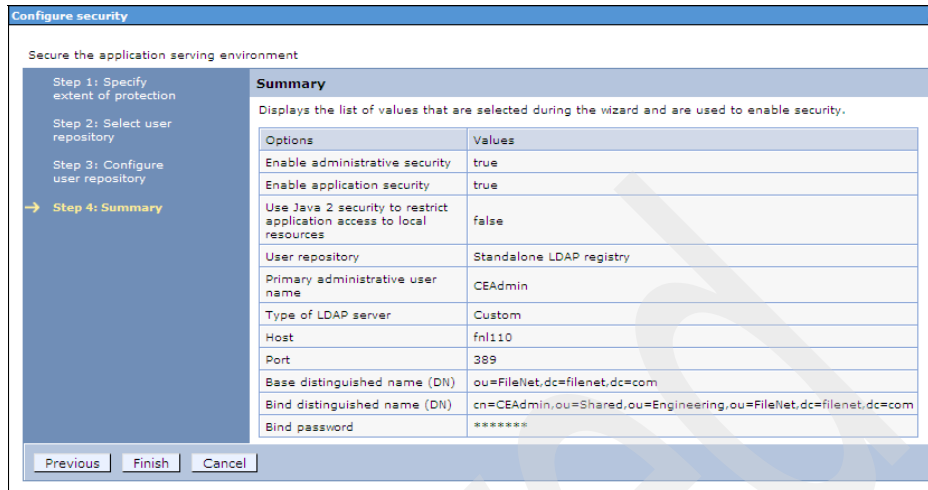 Configure security
Secure the application serving environment
Step 1: Specify
extent of protection
Step 2: Select user
repository
Step 3: Configure
user repository
Step 4: Summary
Summary
Displays the list of values that are selected during the wizard and are used to enable security.
Options Values
Enable administrative security true
Enable application security true
Use Java 2 security to restrict
application access to local
resources
false
User repository Standalone LDAP registry
Primary administrative user
name
CEAdmin
Type of LDAP server Custom
Host fnl110
Port 389
Base distinguished name (DN) ou=FileNet,dc=filenet,dc=com
Bind distinguished name (DN) cn=CEAdmin,ou=Shared,ou=Engineering,ou=FileNet,dc=filenet,dc=com
Bind password *******
Previous Finish Cancel